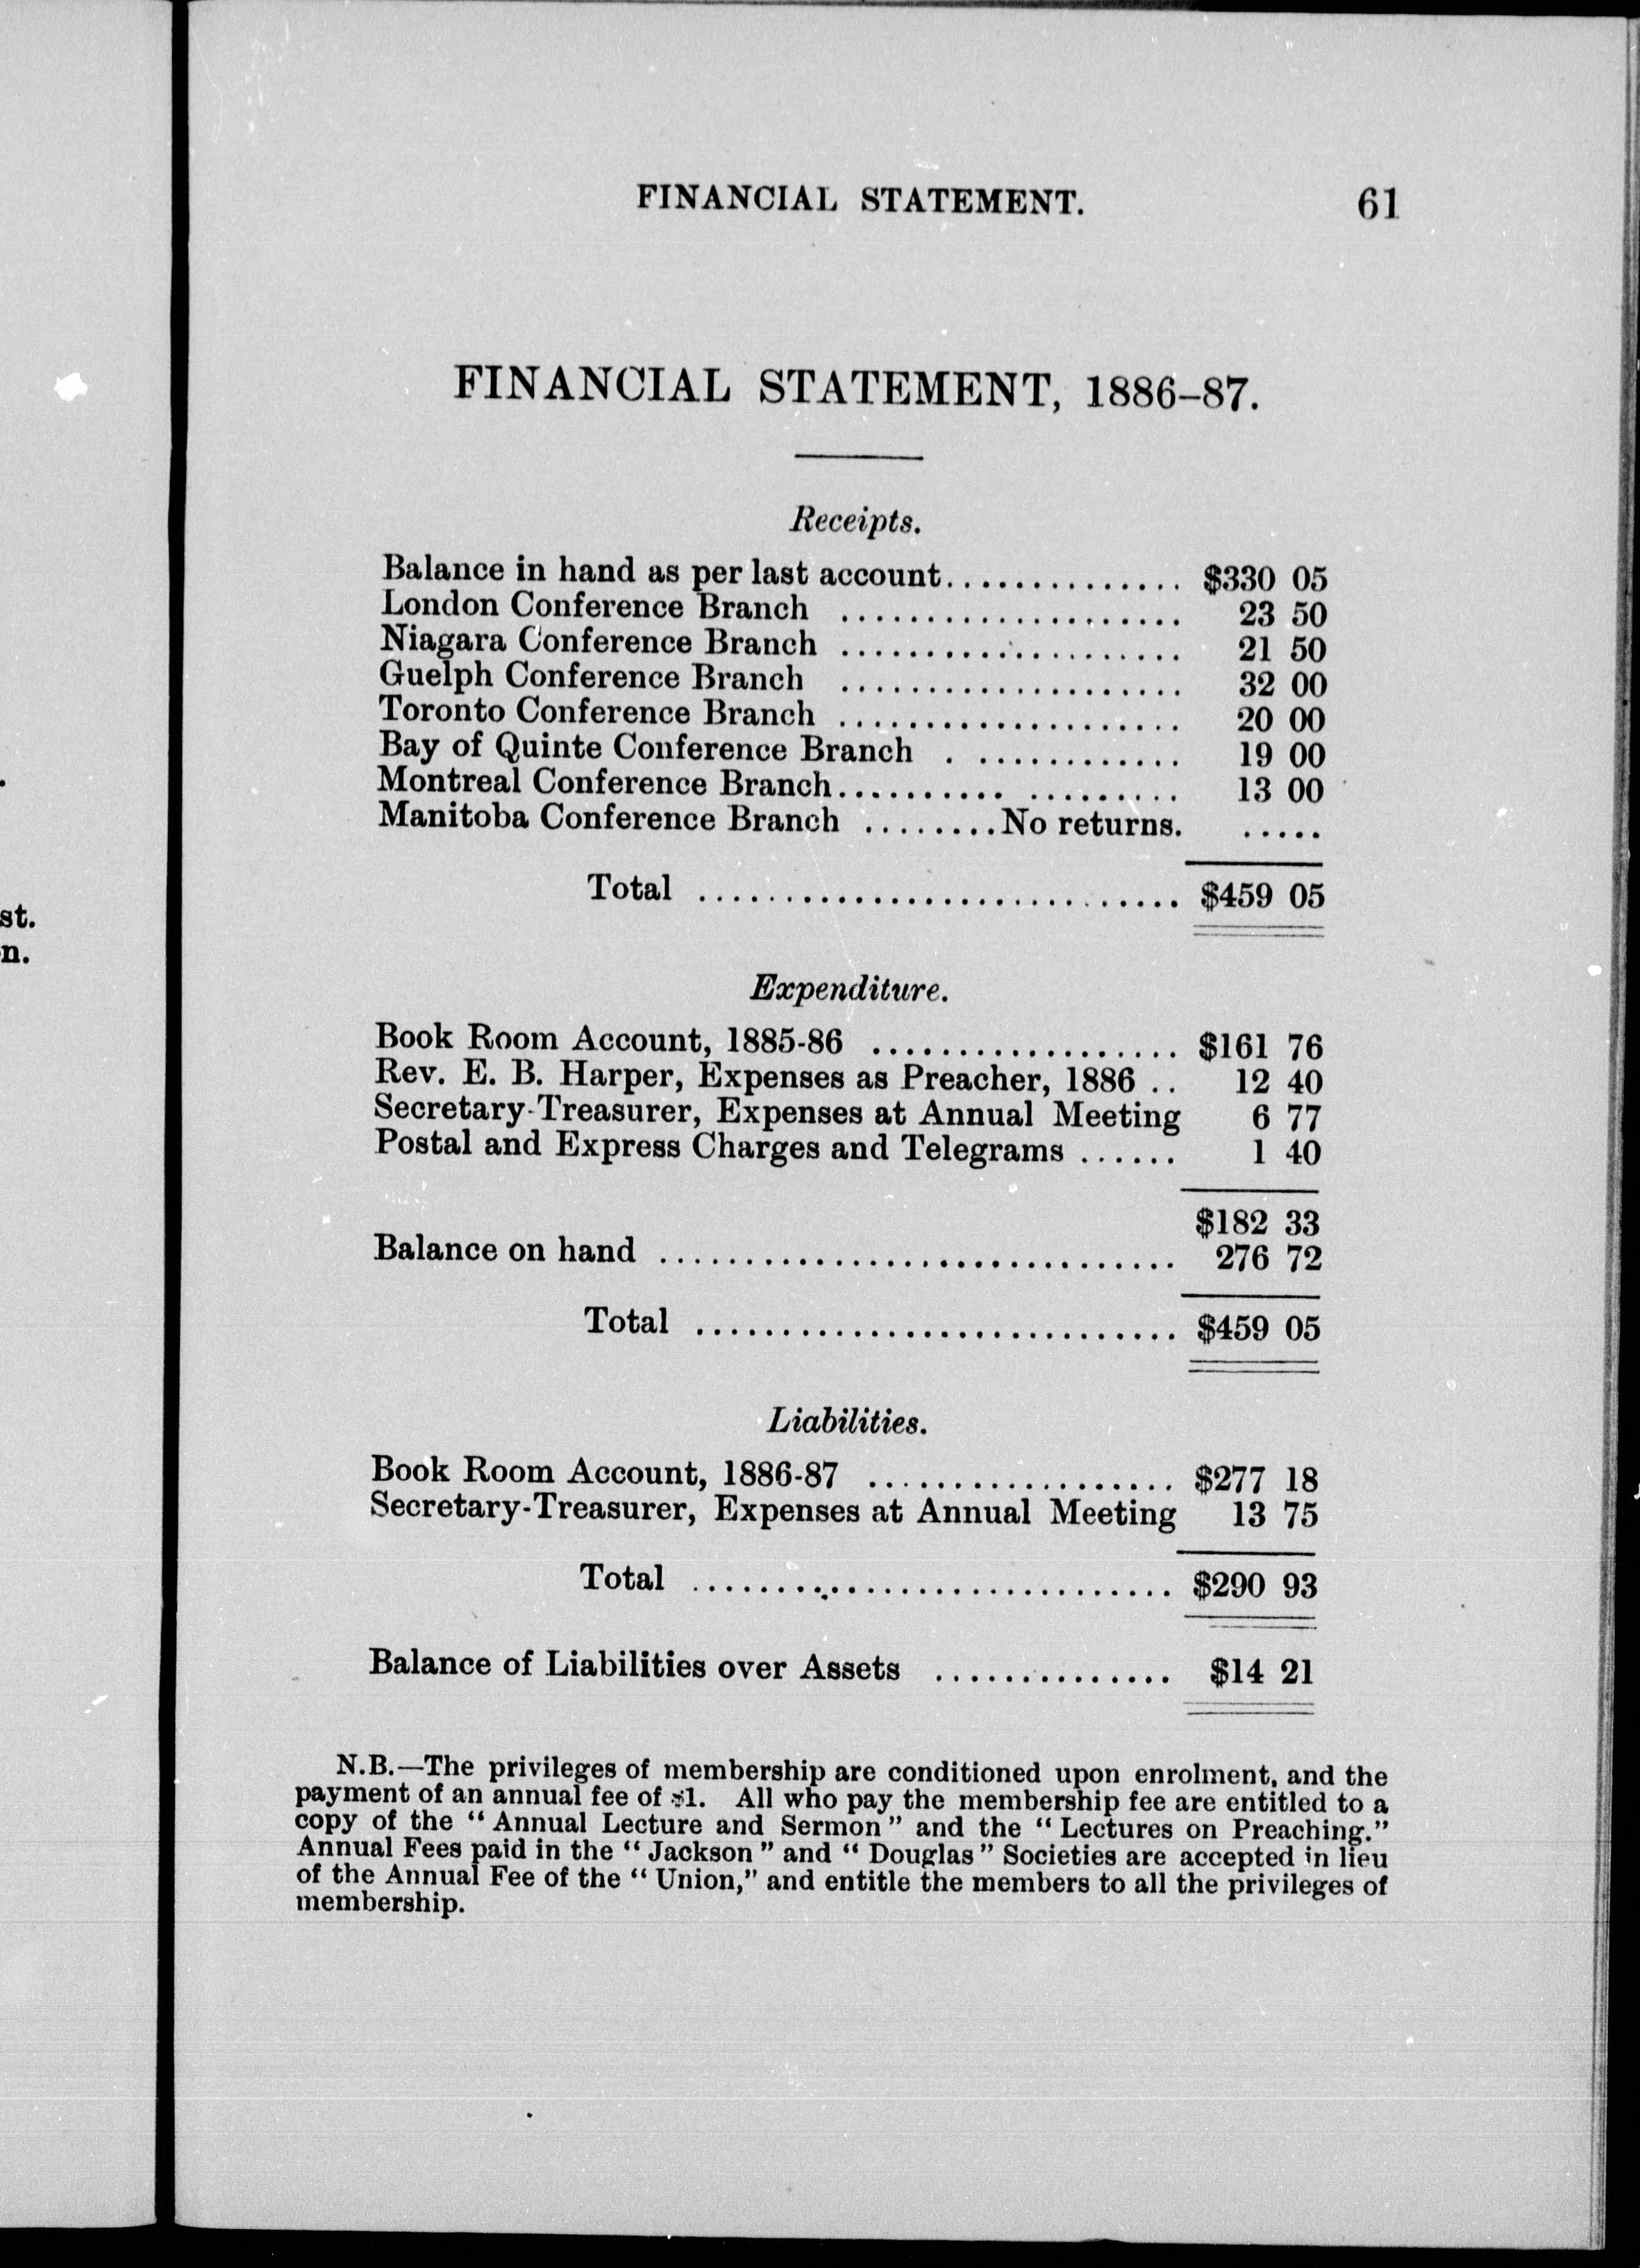 st.
n.
FINANCIAL STATEMENT. 61
FINANCIAL STATEMENT, 1886–87.
Receipts.
Balance in hand as per last account.............. $330 05
London Conference Branch .................... 23 50
Niagara Conference Branch .................... 21 50
Guelph Conference Branch .................... 32 00
Toronto Conference Branch .................... 20 00
Bay of Quinte Conference Branch . ............ 19 00
Montreal Conference Branch.......... ......... 13 00
Manitoba Conference Branch ........No returns. .....
Total ............................ $459 05
Expenditure.
Book Room Account, 1885-86 .................. $161 76
Rev. E. B. Harper, Expenses as Preacher, 1886 .. 12 40
Secretary-Treasurer, Expenses at Annual Meeting 6 77
Postal and Express Charges and Telegrams ...... 1 40
$182 33
Balance on hand .............................. 276 72
Total ............................ $459 05
Liabilities.
Book Room Account, 1886-87 .................. $277 18
Secretary-Treasurer, Expenses at Annual Meeting 13 75
Total ............................ $290 93
Balance of Liabilities over Assets .............. $14 21
N.B.—The privileges of membership are conditioned upon enrolment, and the
payment of an annual fee of $1. All who pay the membership fee are entitled to a
copy of the “Annual Lecture and Sermon” and the “Lectures on Preaching.”
Annual Fees paid in the “Jackson” and “Douglas” Societies are accepted in lieu
of the Annual Fee of the “Union,” and entitle the members to all the privileges of
membership.